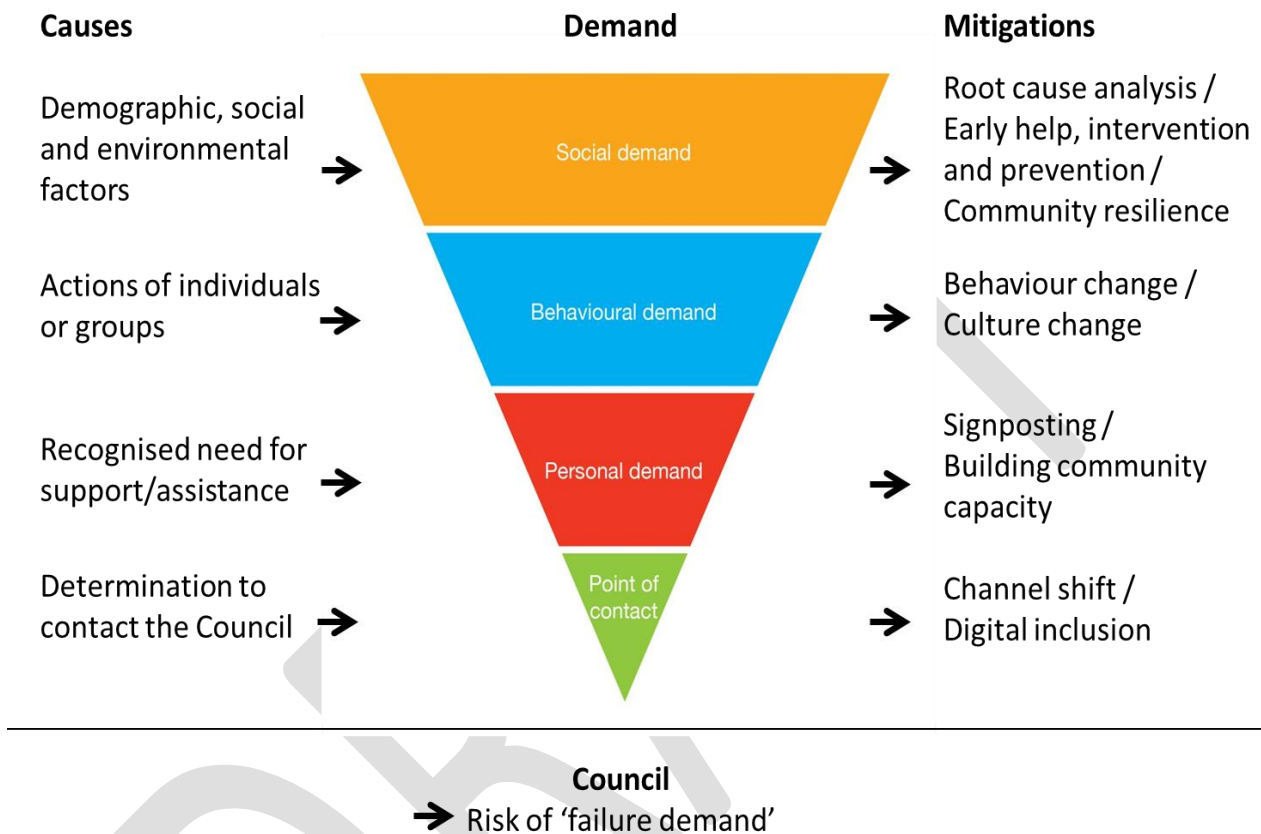 Causes
Demand
Mitigations
Demographic, social
and environmental
factors
Social demand
Root cause analysis /
Early help, intervention
and prevention /
Community resilience
Actions of individuals
or groups
Behavioural demand
Behaviour change /
Culture change
Recognised need for
support/assistance
Personal demand
Signposting /
Building community
capacity
Determination to
contact the Council
Point of
contact
Channel shift /
Digital inclusion
Council
Risk of ‘failure demand’